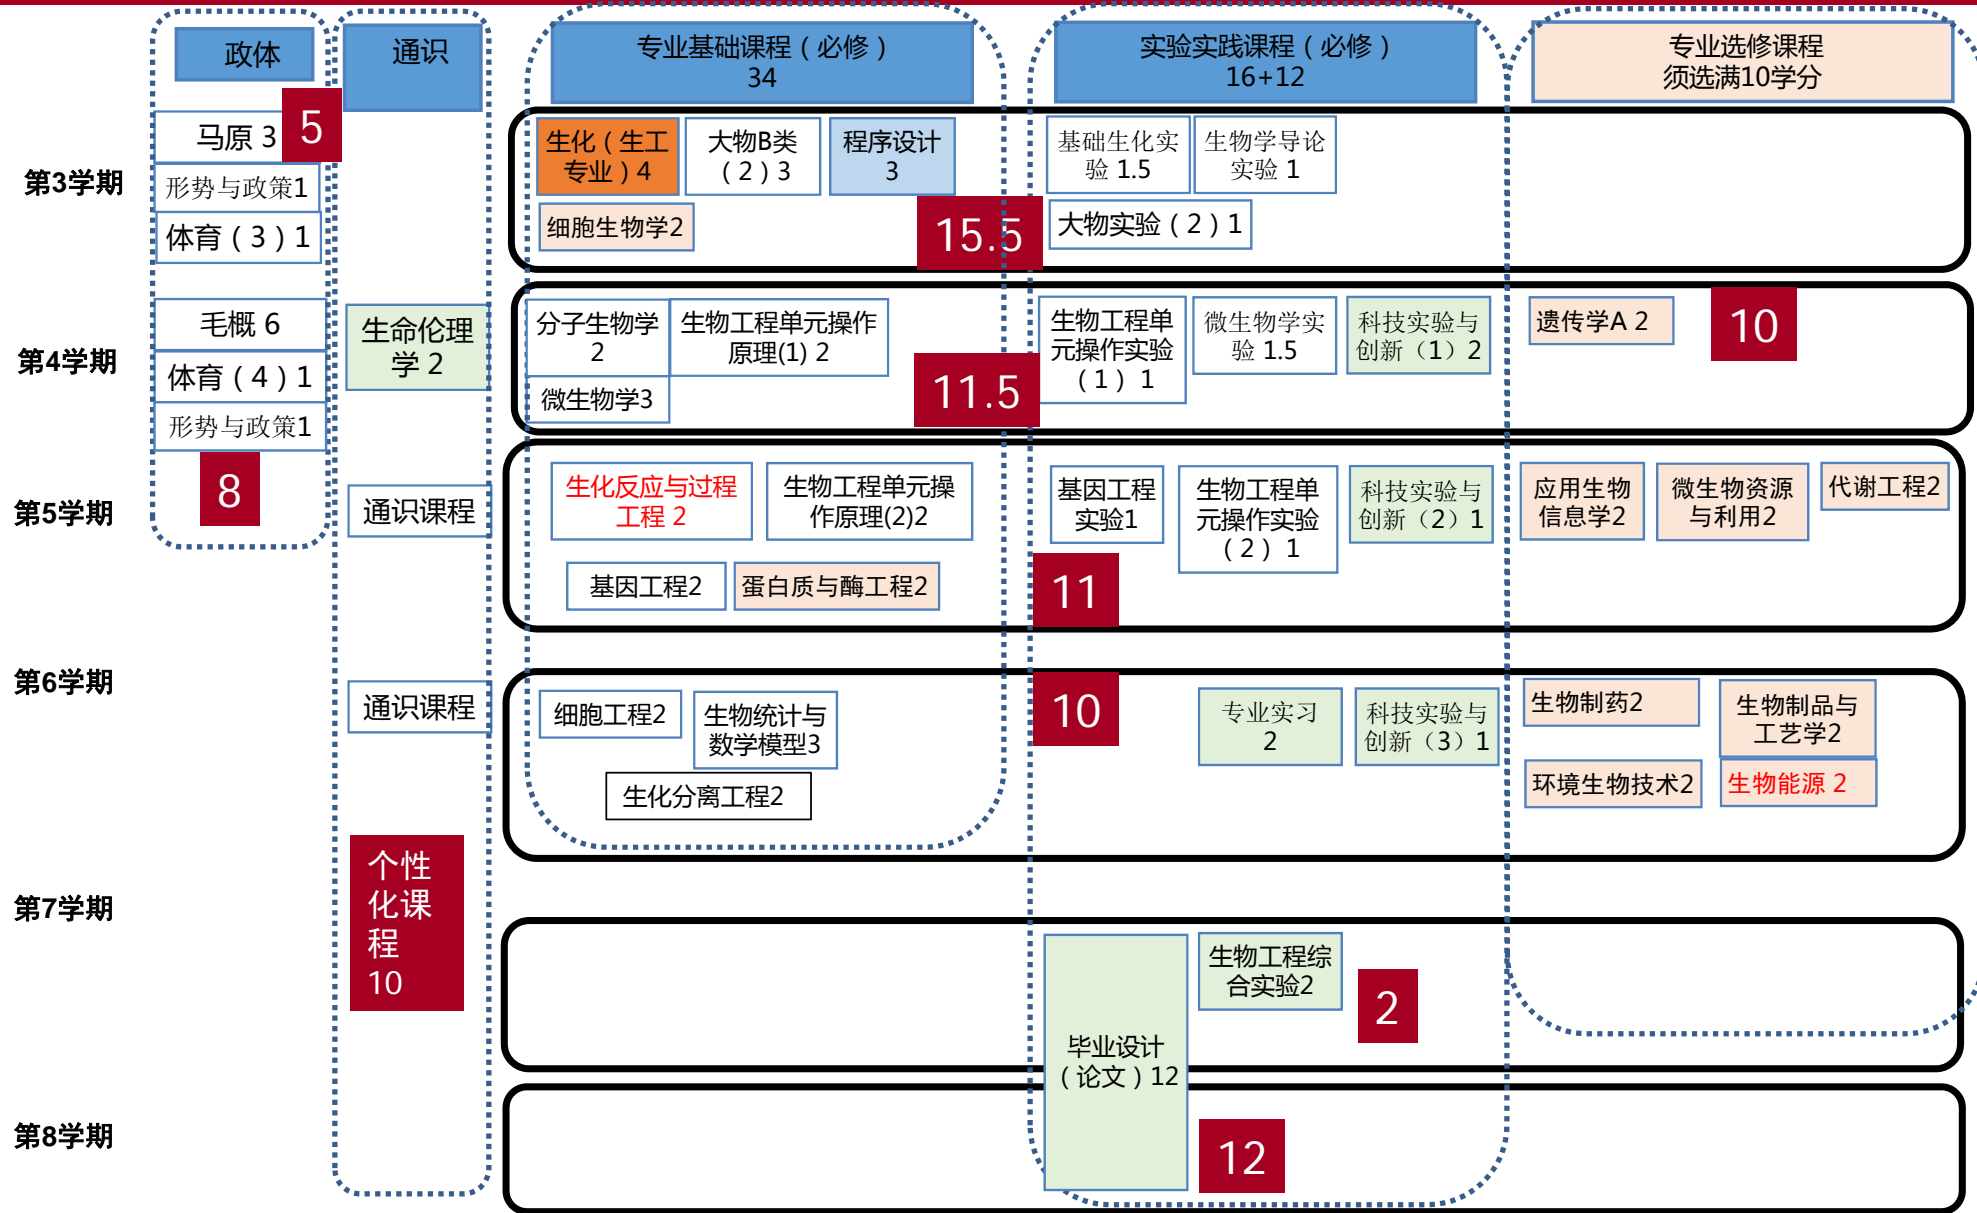 政体
通识
专业基础课程（必修）
34
实验实践课程（必修）
16+12
专业选修课程
须选满10学分
第3学期
马原 3
5
形势与政策1
体育（3）1
生化（生工
专业）4
大物B类
（2）3
程序设计
3
细胞生物学2
15.5
基础生化实
验 1.5
生物学导论
实验 1
大物实验（2）1
第4学期
毛概 6
体育（4）1
形势与政策1
8
生命伦理
学 2
分子生物学
2
生物工程单元操作
原理(1) 2
微生物学3
11.5
生物工程单
元操作实验
（1） 1
微生物学实
验 1.5
科技实验与
创新（1）2
遗传学A 2
10
第5学期
通识课程
生化反应与过程
工程 2
生物工程单元操
作原理(2)2
基因工程2
蛋白质与酶工程2
基因工程
实验1
生物工程单
元操作实验
（2） 1
科技实验与
创新（2）1
11
应用生物
信息学2
微生物资源
与利用2
代谢工程2
第6学期
通识课程
细胞工程2
生物统计与
数学模型3
生化分离工程2
10
专业实习
2
科技实验与
创新（3）1
生物制药2
生物制品与
工艺学2
环境生物技术2
生物能源 2
个性
化课
程
10
第7学期
生物工程综
合实验2
2
毕业设计
（论文）12
第8学期
12